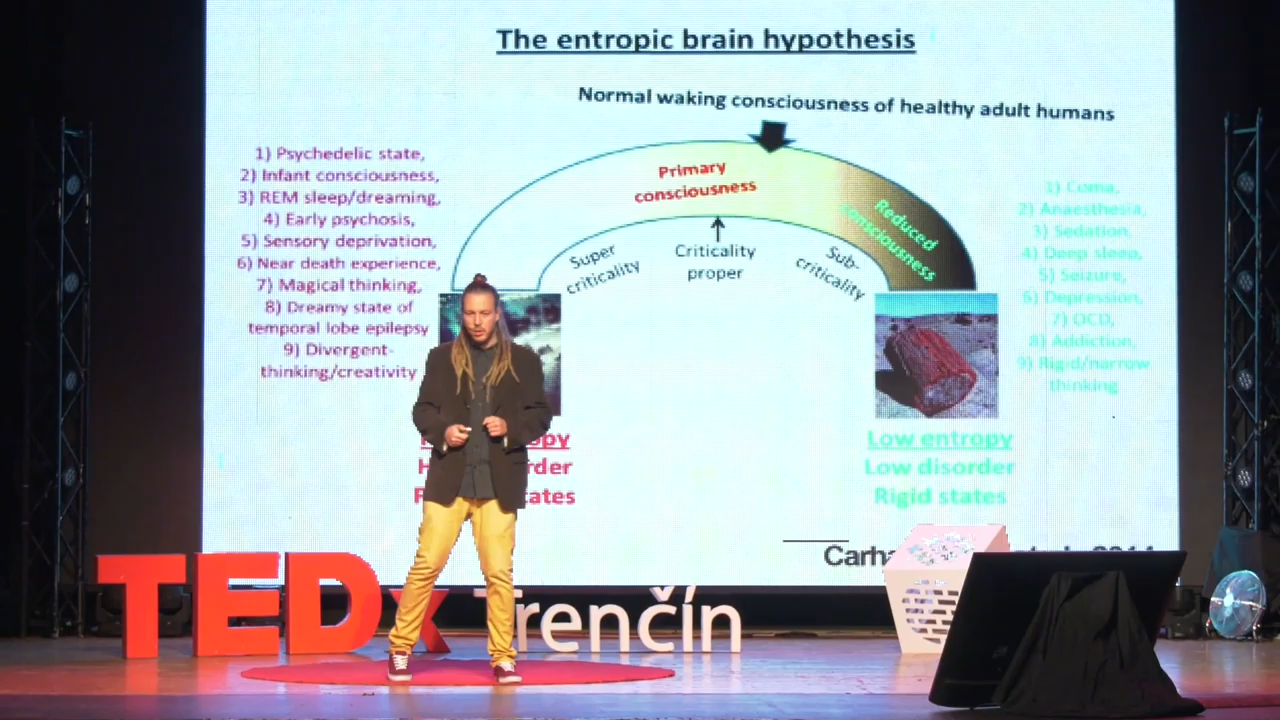 The entropic brain hypothesis
Normal waking consciousness of healthy adult humans
1) Psychedelic state,
2) Infant consciousness,
3) REM sleep/dreaming,
4) Early psychosis,
5) Sensory deprivation,
6) Near death experience,
7) Magical thinking,
8) Dreamy state of
temporal lobe epilepsy
9) Divergent-
thinking/creativity
Primary
consciousness
Reduced
consciousness
Super
criticality
Criticality
proper
Sub-
criticality
1) Coma,
2) Anaesthesia,
3) Sedation,
4) Deep sleep,
5) Seizure,
6) Depression,
7) OCD,
8) Addiction,
9) Rigid/narrow
thinking
Low entropy
Low disorder
Rigid states
2014
TEDx Trenčín